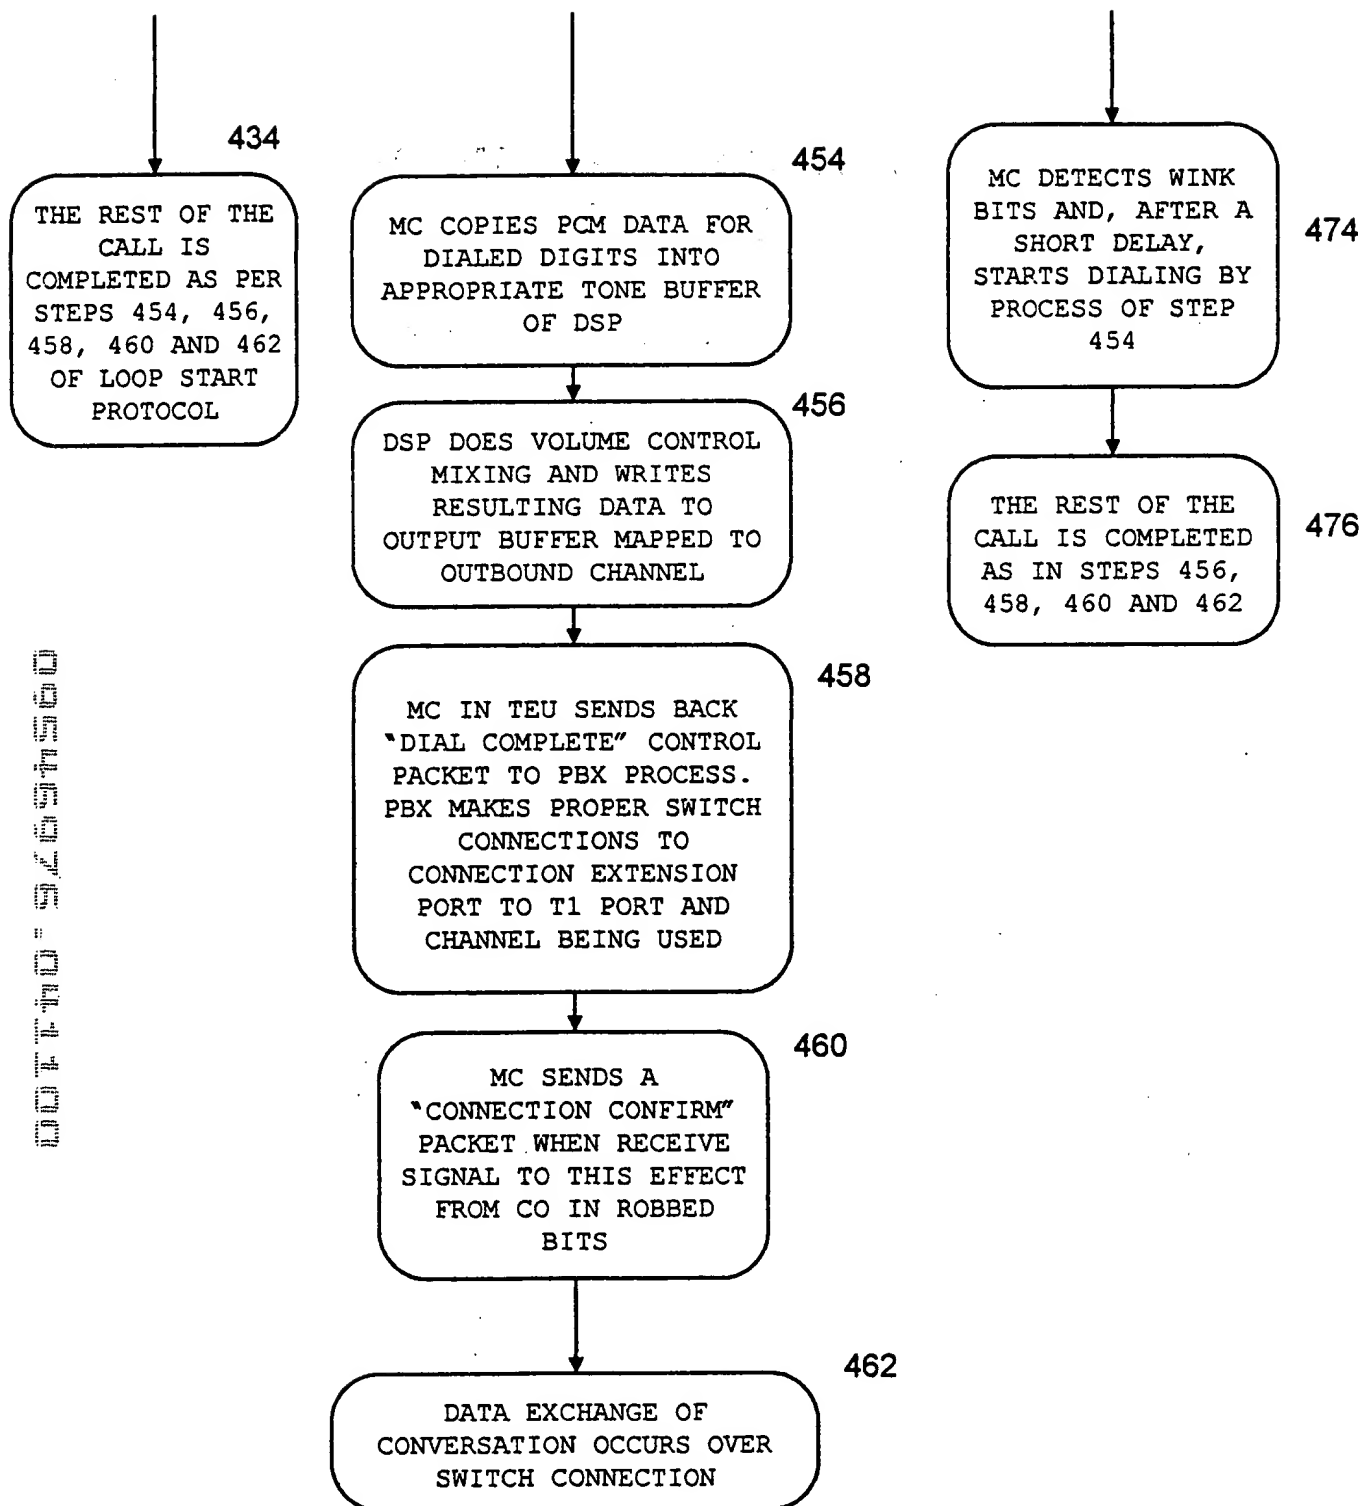 434
THE REST OF THE
CALL IS
COMPLETED AS PER
STEPS 454, 456,
458, 460 AND 462
OF LOOP START
PROTOCOL
454
MC COPIES PCM DATA FOR
DIALED DIGITS INTO
APPROPRIATE TONE BUFFER
OF DSP
456
DSP DOES VOLUME CONTROL
MIXING AND WRITES
RESULTING DATA TO
OUTPUT BUFFER MAPPED TO
OUTBOUND CHANNEL
458
MC IN TEU SENDS BACK
"DIAL COMPLETE" CONTROL
PACKET TO PBX PROCESS.
PBX MAKES PROPER SWITCH
CONNECTIONS TO
CONNECTION EXTENSION
PORT TO T1 PORT AND
CHANNEL BEING USED
460
MC SENDS A
"CONNECTION CONFIRM"
PACKET WHEN RECEIVE
SIGNAL TO THIS EFFECT
FROM CO IN ROBBED
BITS
462
DATA EXCHANGE OF
CONVERSATION OCCURS OVER
SWITCH CONNECTION
474
MC DETECTS WINK
BITS AND, AFTER A
SHORT DELAY,
STARTS DIALING BY
PROCESS OF STEP
454
476
THE REST OF THE
CALL IS COMPLETED
AS IN STEPS 456,
458, 460 AND 462